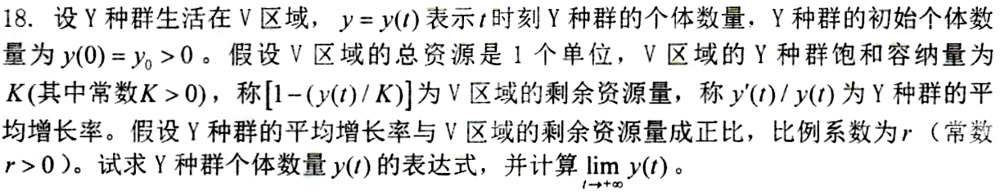 18. 设 Y 种群生活在 V 区域，y = y(t) 表示 t 时刻 Y 种群的个体数量，Y 种群的初始个体数
量为 y(0) = y₀ > 0 。假设 V 区域的总资源是 1 个单位，V 区域的 Y 种群饱和容纳量为
K(其中常数K > 0)，称[1−(y(t)/K)]为 V 区域的剩余资源量，称 y′(t)/y(t) 为 Y 种群的平
均增长率。假设 Y 种群的平均增长率与 V 区域的剩余资源量成正比，比例系数为r （常数
r > 0）。试求 Y 种群个体数量 y(t) 的表达式，并计算 lim y(t) 。
t→+∞